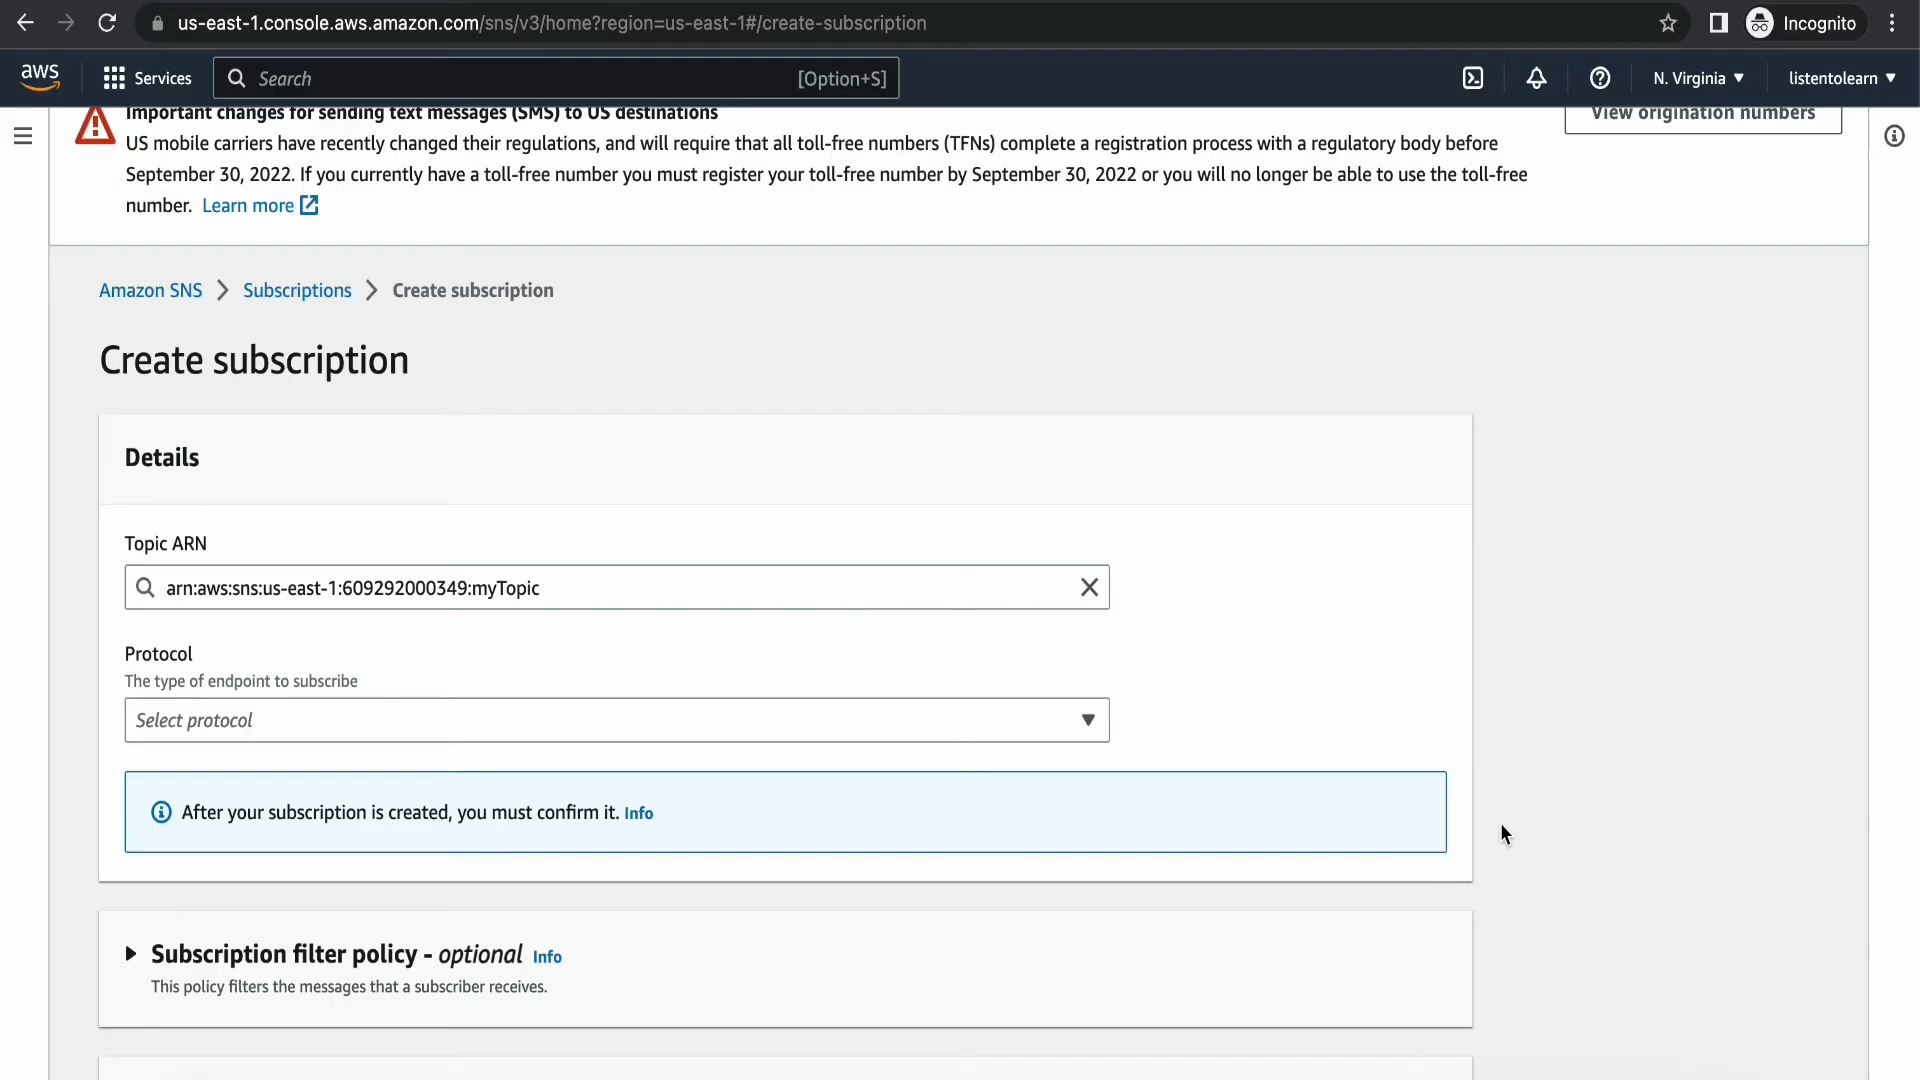 us-east-1.console.aws.amazon.com/sns/v3/home?region=us-east-1#/create-subscription
Incognito
aws
Services
Search
[Option+S]
N. Virginia
listentolearn
Important changes for sending text messages (SMS) to US destinations
View origination numbers
US mobile carriers have recently changed their regulations, and will require that all toll-free numbers (TFNs) complete a registration process with a regulatory body before
September 30, 2022. If you currently have a toll-free number you must register your toll-free number by September 30, 2022 or you will no longer be able to use the toll-free
number. Learn more
Amazon SNS
Subscriptions
Create subscription
Create subscription
Details
Topic ARN
arn:aws:sns:us-east-1:609292000349:myTopic
Protocol
The type of endpoint to subscribe
Select protocol
After your subscription is created, you must confirm it. Info
Subscription filter policy - optional Info
This policy filters the messages that a subscriber receives.